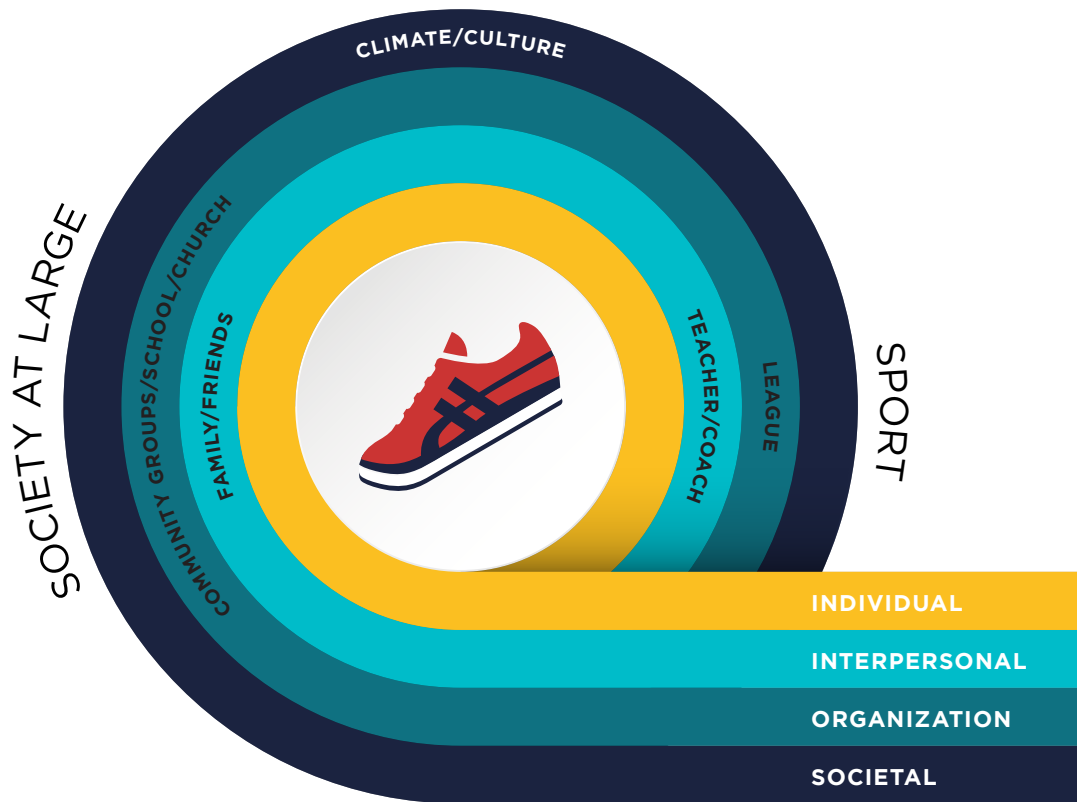 CLIMATE/CULTURE
SOCIETY AT LARGE
COMMUNITY GROUPS/SCHOOL/CHURCH
FAMILY/FRIENDS
TEACHER/COACH
LEAGUE
SPORT
INDIVIDUAL
INTERPERSONAL
ORGANIZATION
SOCIETAL